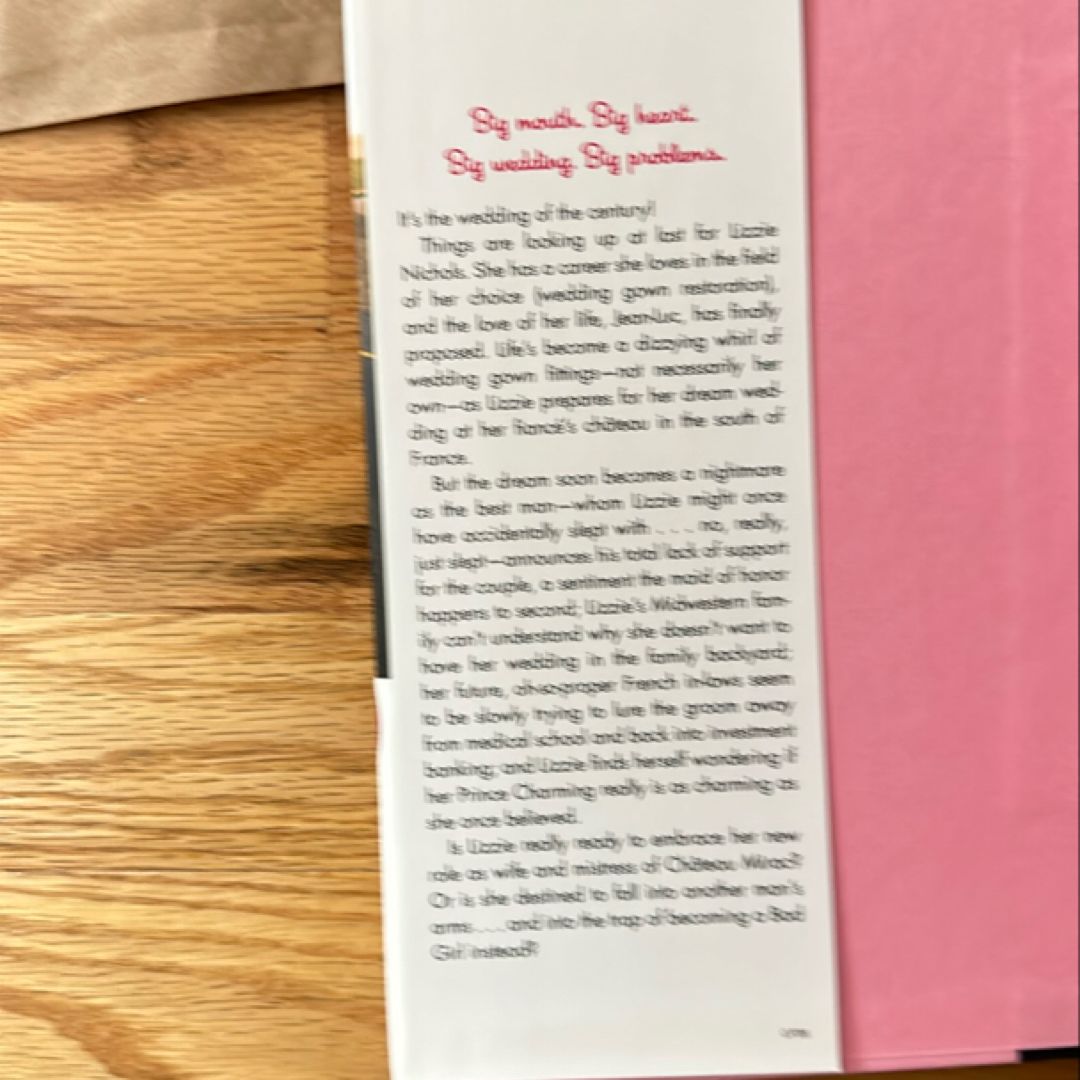 Big mouth. Big heart.
Big wedding. Big problems.
It's the wedding of the century!
Things are looking up at last for Lizzie
Nichols. She has a career she loves in the field
of her choice (wedding gown restoration),
and the love of her life, Jean-Luc, has finally
proposed. Life's become a dizzying whirl of
wedding gown fittings—not necessarily her
own—as Lizzie prepares for her dream wed-
ding at her fiancé's château in the south of
France.
But the dream soon becomes a nightmare
as the best man—whom Lizzie might once
have accidentally slept with . . . no, really,
just slept—announces his total lack of support
for the couple, a sentiment the maid of honor
happens to second; Lizzie's Midwestern fam-
ily can't understand why she doesn't want to
have her wedding in the family backyard;
her future, oh-so-proper French in-laws seem
to be slowly trying to lure the groom away
from medical school and back into investment
banking; and Lizzie finds herself wondering if
her Prince Charming really is as charming as
she once believed.
Is Lizzie really ready to embrace her new
role as wife and mistress of Château Mirac?
Or is she destined to fall into another man's
arms . . . and into the trap of becoming a Bad
Girl instead?